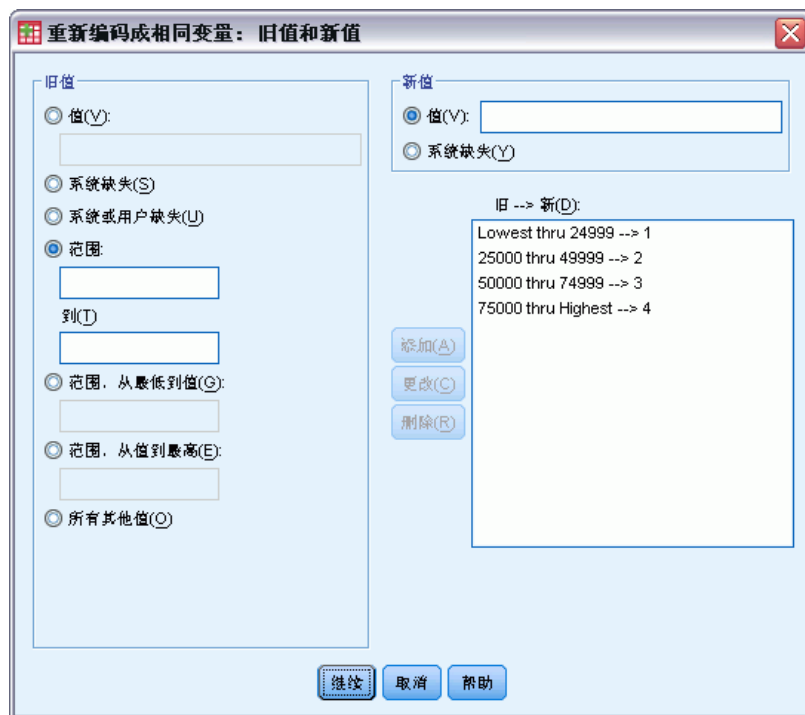 重新编码成相同变量：旧值和新值
旧值
值(V):
系统缺失(S)
系统或用户缺失(U)
范围:
到(T)
范围，从最低到值(G):
范围，从值到最高(E):
所有其他值(O)
新值
值(V):
系统缺失(Y)
旧 --> 新(D):
Lowest thru 24999 --> 1
25000 thru 49999 --> 2
50000 thru 74999 --> 3
75000 thru Highest --> 4
添加(A)
更改(C)
删除(R)
继续
取消
帮助